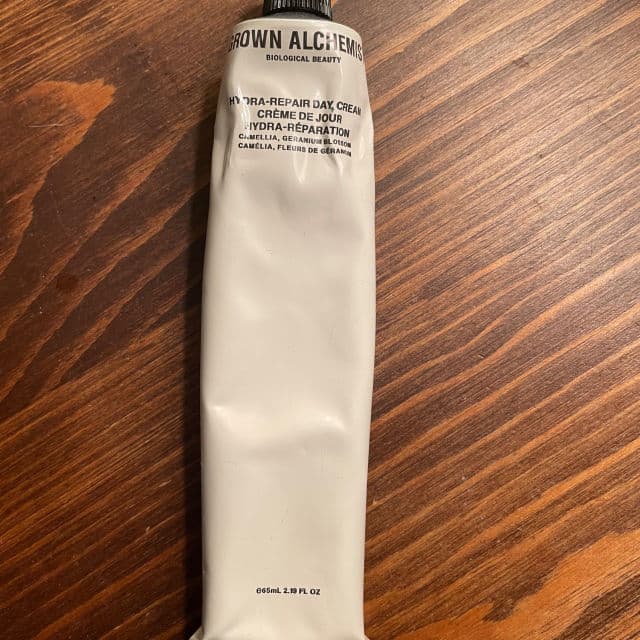 GROWN ALCHEMIST
BIOLOGICAL BEAUTY
HYDRA-REPAIR DAY CREAM
CRÈME DE JOUR
HYDRA-RÉPARATION
CAMELLIA, GERANIUM BLOSSOM
CAMÉLIA, FLEURS DE GÉRANIUM
℮65mL 2.19 FL OZ